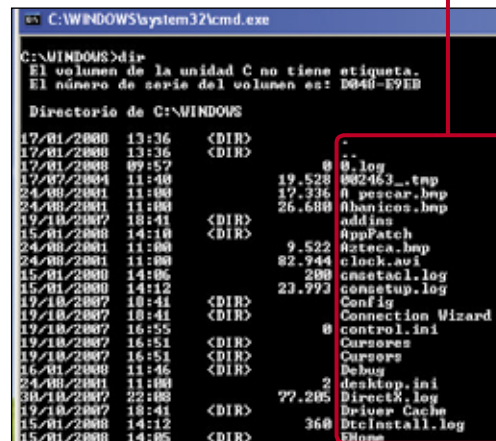 C:\WINDOWS\system32\cmd.exe
C:\WINDOWS>dir
El volumen de la unidad C no tiene etiqueta.
El número de serie del volumen es: D048-E9EB
Directorio de C:\WINDOWS
17/01/2008 13:36 <DIR> .
17/01/2008 13:36 <DIR> ..
17/01/2008 09:57 0 0.log
17/07/2004 11:40 19.528 002463_.tmp
24/08/2001 11:00 17.336 A pescar.bmp
24/08/2001 11:00 26.680 Abanicos.bmp
19/10/2007 18:41 <DIR> addins
15/01/2008 14:10 <DIR> AppPatch
24/08/2001 11:00 9.522 Azteca.bmp
24/08/2001 11:00 82.944 clock.avi
15/01/2008 14:06 200 cmsetacl.log
15/01/2008 14:12 23.993 comsetup.log
19/10/2007 18:41 <DIR> Config
19/10/2007 18:41 <DIR> Connection Wizard
19/10/2007 16:55 0 control.ini
19/10/2007 16:51 <DIR> Cursores
19/10/2007 16:51 <DIR> Cursors
16/01/2008 11:46 <DIR> Debug
24/08/2001 11:00 2 desktop.ini
30/10/2007 22:08 77.205 DirectX.log
19/10/2007 18:41 <DIR> Driver Cache
15/01/2008 14:12 360 DtcInstall.log
15/01/2008 14:05 <DIR> EHome